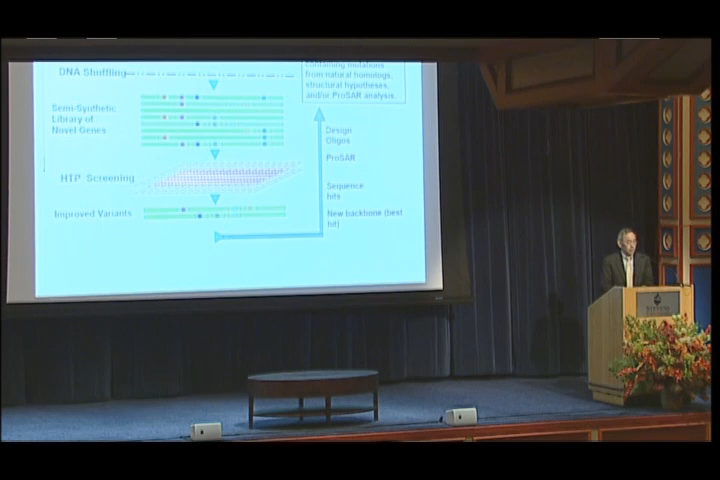 containing mutations
DNA Shuffling
from natural homologs,
structural hypotheses,
and/or ProSAR analysis.
Semi-Synthetic
Library of
Novel Genes
Design
Oligos
ProSAR
HTP Screening
Sequence
hits
Improved Variants
New backbone (best
hit)